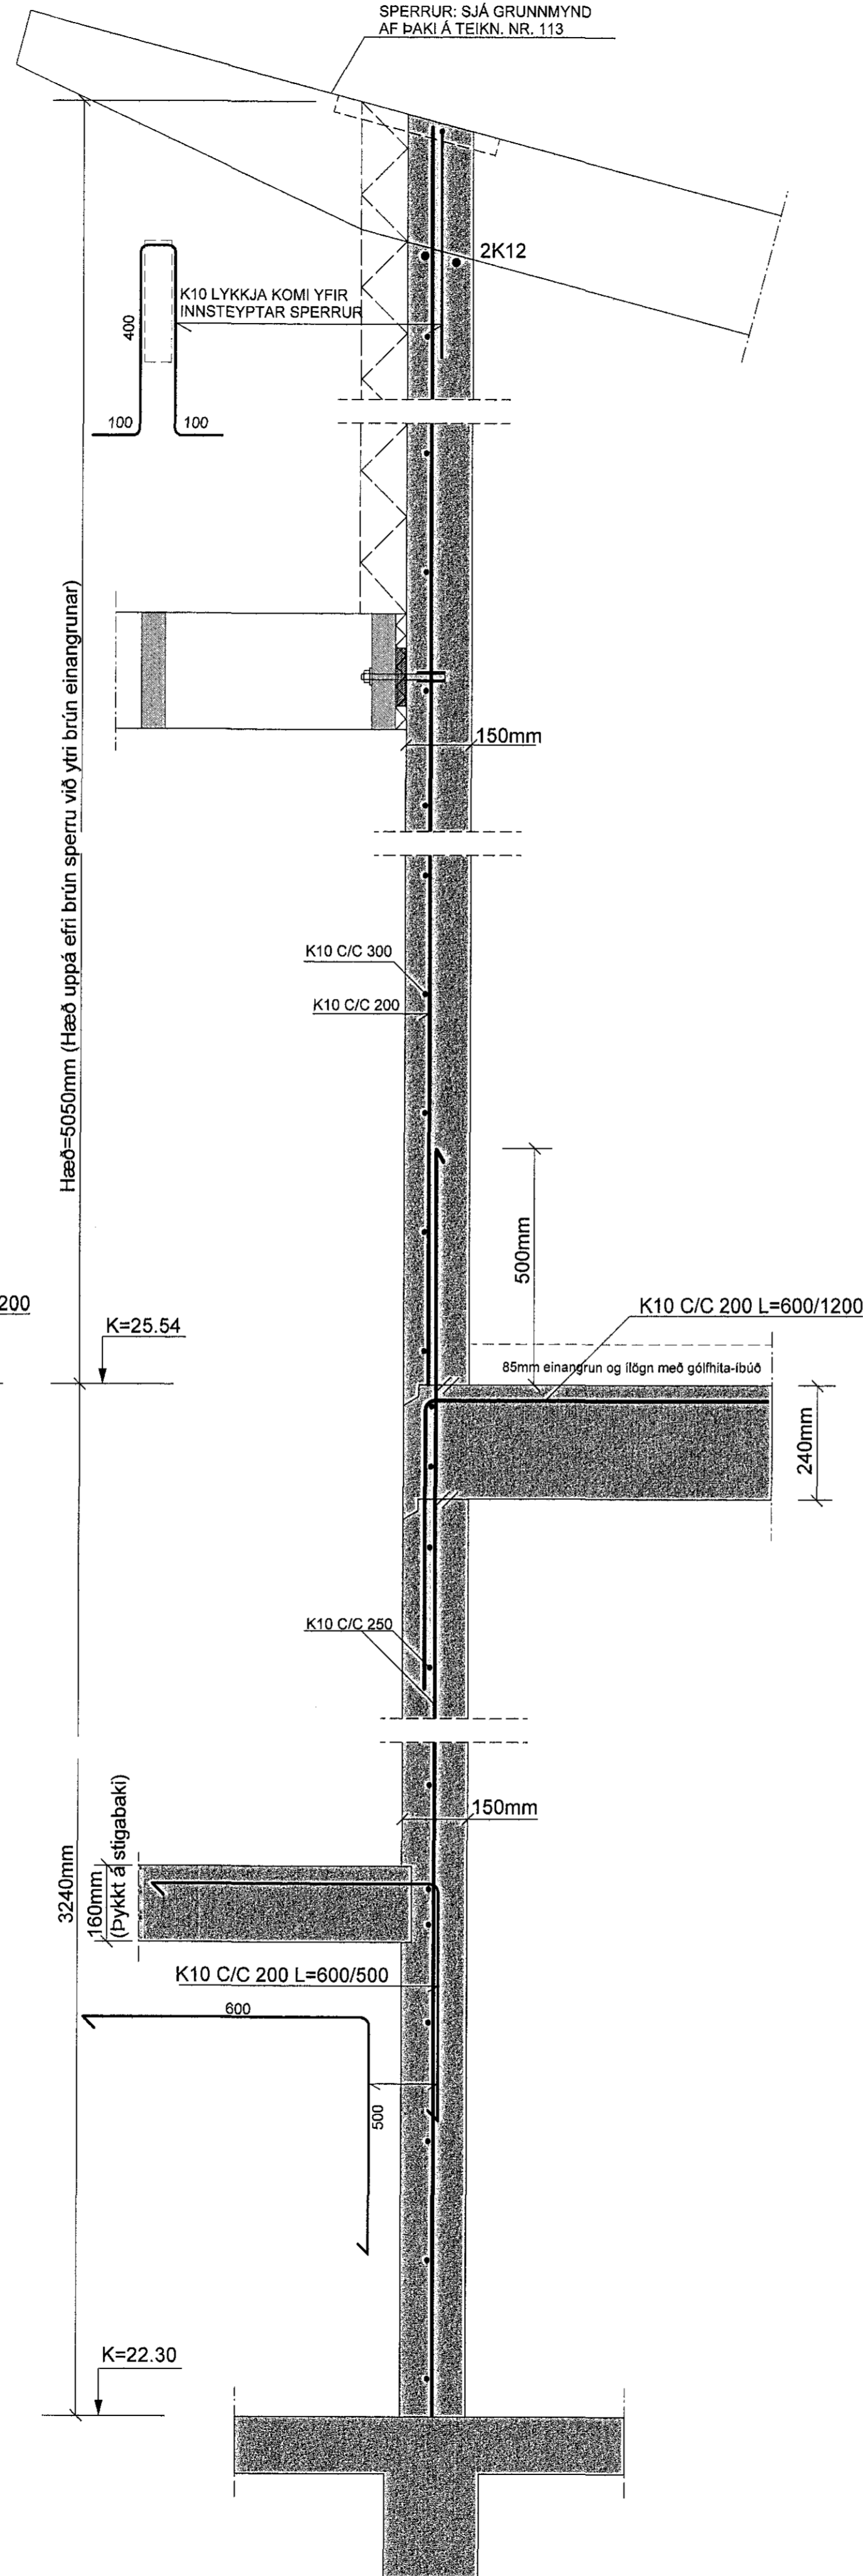 SPERRUR: SJÁ GRUNNMYND
AF ÞAKI Á TEIKN. NR. 113
2K12
K10 LYKKJA KOMI YFIR
INNSTEYPTAR SPERRUR
400
100
100
Hæð=5050mm (Hæð uppá efri brún sperru við ytri brún einangrunar)
150mm
K10 C/C 300
K10 C/C 200
500mm
200
K=25.54
K10 C/C 200 L=600/1200
85mm einangrun og ílögn með gólfhita-íbúð
240mm
K10 C/C 250
150mm
3240mm
160mm
(Þykkt á stigabaki)
K10 C/C 200 L=600/500
600
500
K=22.30